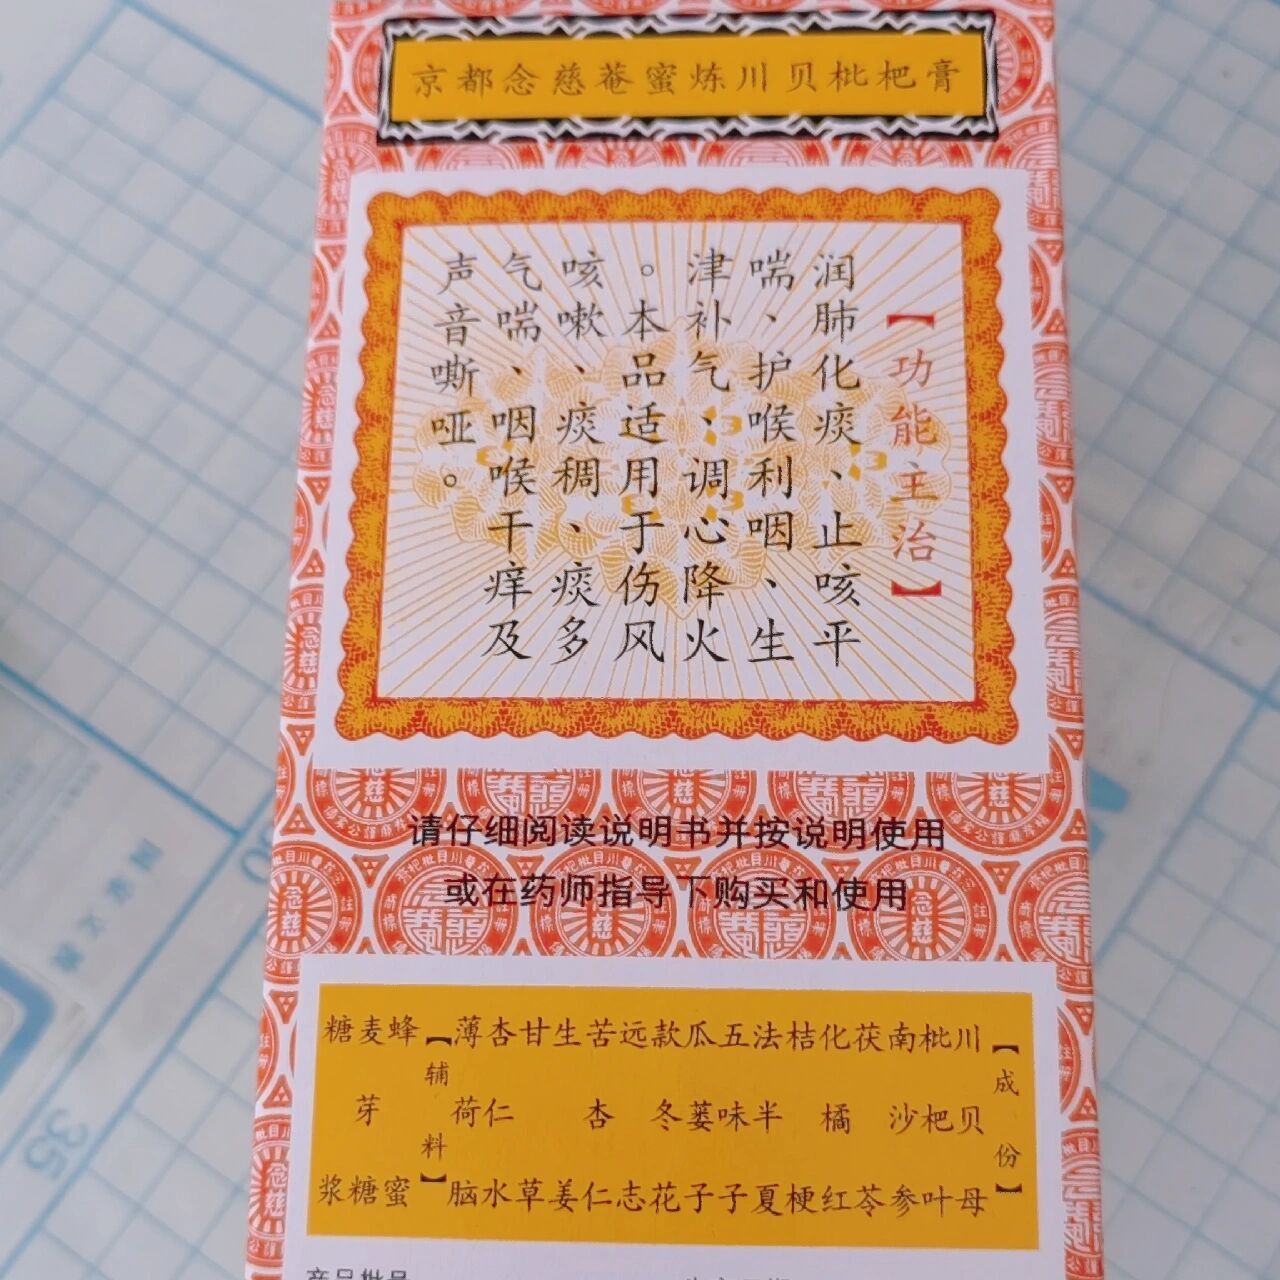 京都念慈菴蜜炼川贝枇杷膏
【功能主治】
润肺化痰、止咳平
喘、护喉利咽、生
津补气、调心降火
。本品适用于伤风
咳嗽、痰稠、痰多
气喘、咽喉干痒及
声音嘶哑。
请仔细阅读说明书并按说明使用
或在药师指导下购买和使用
【成份】
川贝母
枇杷叶
南沙参
茯苓
化橘红
桔梗
法半夏
五味子
瓜蒌子
款冬花
远志
苦杏仁
生姜
甘草
杏仁水
薄荷脑
【辅料】
蜂蜜
麦芽糖
糖浆
35